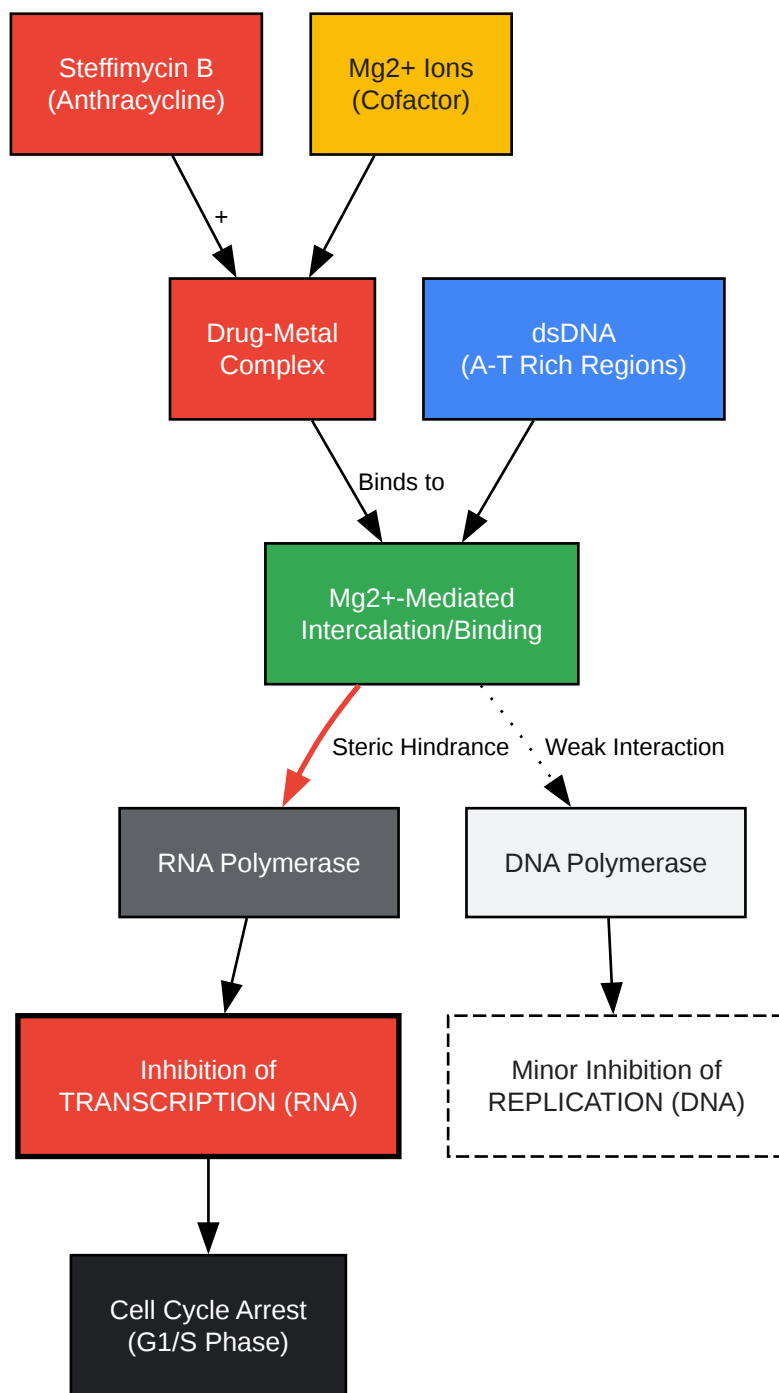 Steffimycin B
(Anthracycline)
Mg2+ Ions
(Cofactor)
+
Drug-Metal
Complex
dsDNA
(A-T Rich Regions)
Binds to
Mg2+-Mediated
Intercalation/Binding
Steric Hindrance
Weak Interaction
RNA Polymerase
DNA Polymerase
Inhibition of
TRANSCRIPTION (RNA)
Minor Inhibition of
REPLICATION (DNA)
Cell Cycle Arrest
(G1/S Phase)